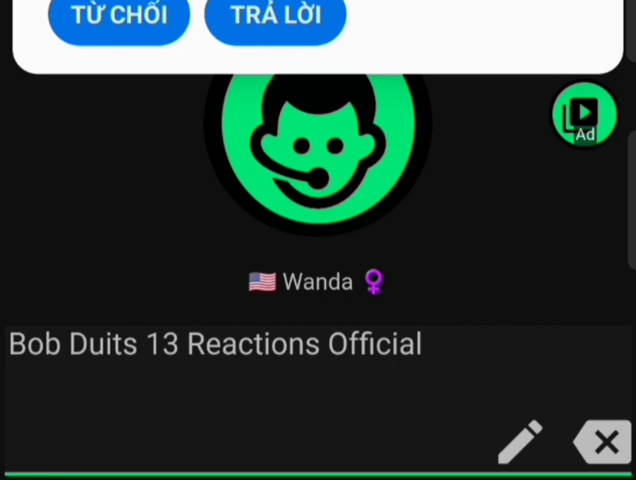 TỪ CHỐI TRẢ LỜI
Ad
🇺🇸 Wanda ♀
Bob Duits 13 Reactions Official